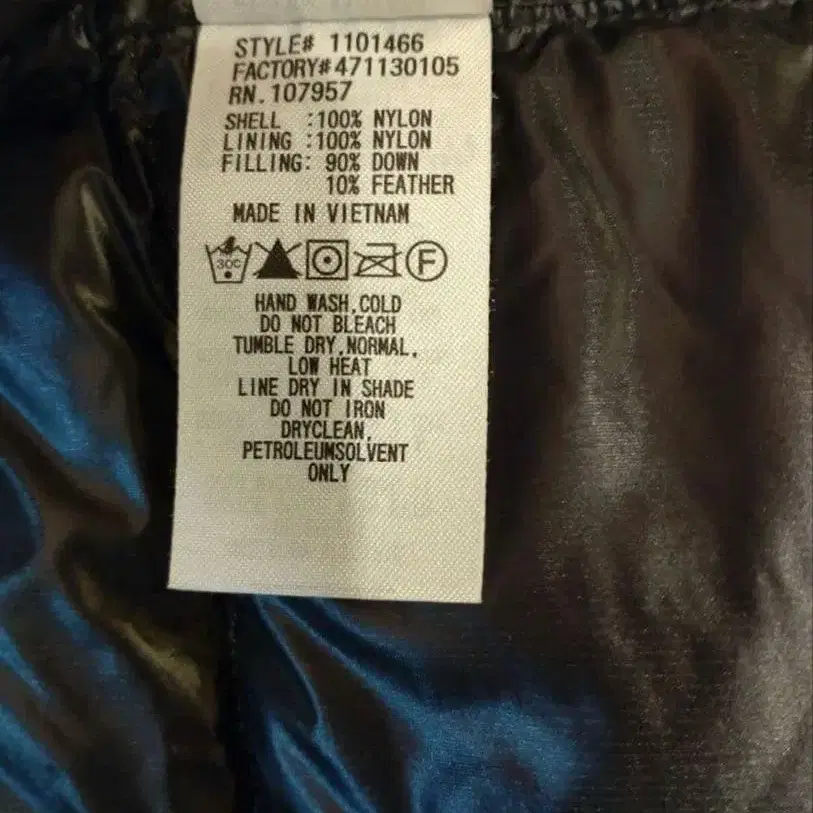 STYLE# 1101466
FACTORY#471130105
RN. 107957
SHELL :100% NYLON
LINING :100% NYLON
FILLING: 90% DOWN
10% FEATHER
MADE IN VIETNAM
30C F
HAND WASH,COLD
DO NOT BLEACH
TUMBLE DRY,NORMAL,
LOW HEAT
LINE DRY IN SHADE
DO NOT IRON
DRYCLEAN,
PETROLEUMSOLVENT
ONLY